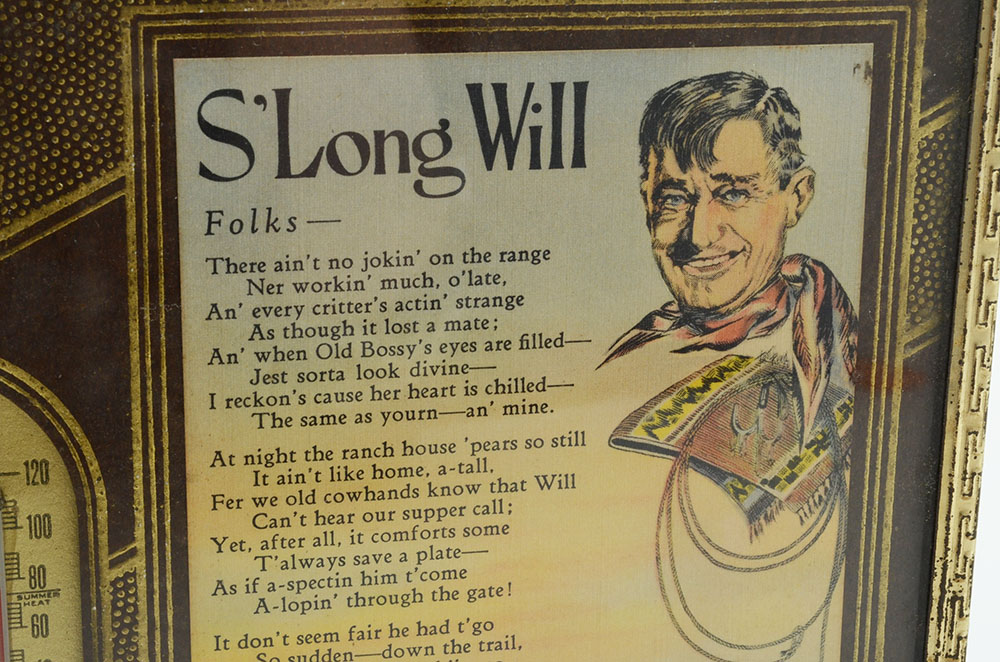 S'Long Will
Folks—
There ain't no jokin' on the range
Ner workin' much, o'late,
An' every critter's actin' strange
As though it lost a mate;
An' when Old Bossy's eyes are filled—
Jest sorta look divine—
I reckon's cause her heart is chilled—
The same as yourn—an' mine.
At night the ranch house 'pears so still
It ain't like home, a-tall,
Fer we old cowhands know that Will
Can't hear our supper call;
Yet, after all, it comforts some
T'always save a plate—
As if a-spectin him t'come
A-lopin' through the gate!
It don't seem fair he had t'go
So sudden—down the trail,
120
100
80
SUMMER
HEAT
60